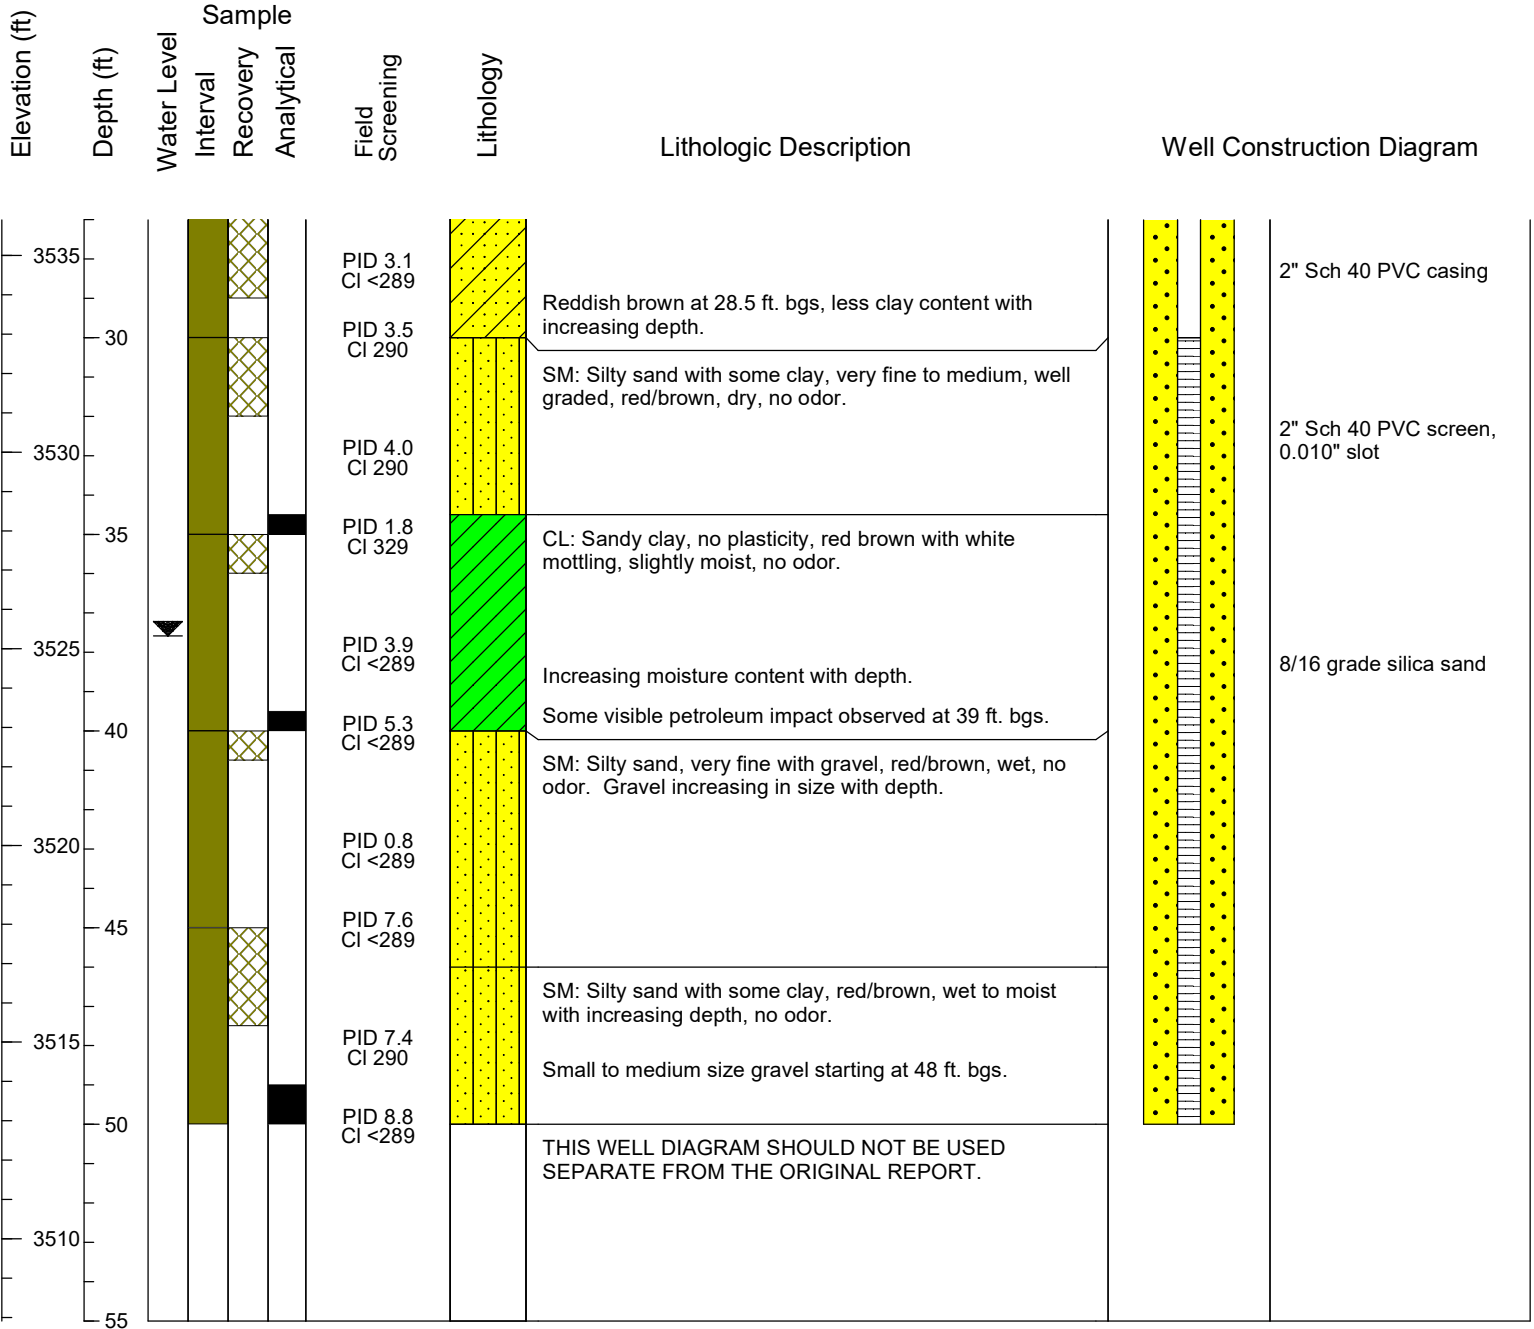 Sample
Elevation (ft)
Depth (ft)
Water Level
Interval
Recovery
Analytical
Field
Screening
Lithology
Lithologic Description
Well Construction Diagram
3535
PID 3.1
Cl <289
2" Sch 40 PVC casing
Reddish brown at 28.5 ft. bgs, less clay content with
increasing depth.
30
PID 3.5
Cl 290
SM: Silty sand with some clay, very fine to medium, well
graded, red/brown, dry, no odor.
3530
PID 4.0
Cl 290
2" Sch 40 PVC screen,
0.010" slot
35
PID 1.8
Cl 329
CL: Sandy clay, no plasticity, red brown with white
mottling, slightly moist, no odor.
3525
PID 3.9
Cl <289
8/16 grade silica sand
Increasing moisture content with depth.
Some visible petroleum impact observed at 39 ft. bgs.
40
PID 5.3
Cl <289
SM: Silty sand, very fine with gravel, red/brown, wet, no
odor.  Gravel increasing in size with depth.
3520
PID 0.8
Cl <289
45
PID 7.6
Cl <289
SM: Silty sand with some clay, red/brown, wet to moist
with increasing depth, no odor.
3515
PID 7.4
Cl 290
Small to medium size gravel starting at 48 ft. bgs.
50
PID 8.8
Cl <289
THIS WELL DIAGRAM SHOULD NOT BE USED
SEPARATE FROM THE ORIGINAL REPORT.
3510
55